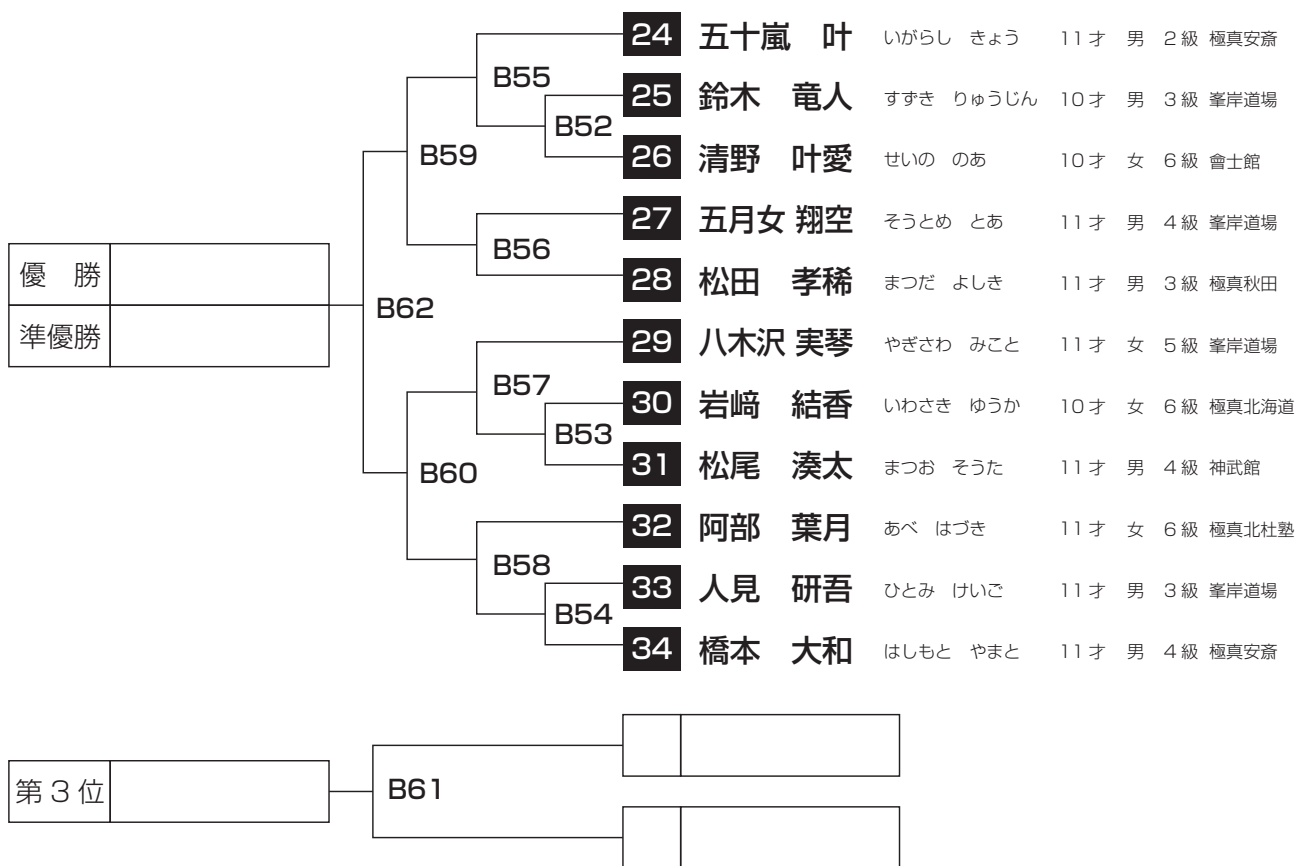 24 五十嵐 叶 いがらし きょう 11才 男 2級 極真安斎
B55
25 鈴木 竜人 すずき りゅうじん 10才 男 3級 峯岸道場
B52
B59
26 清野 叶愛 せいの のあ 10才 女 6級 會士館
27 五月女 翔空 そうとめ とあ 11才 男 4級 峯岸道場
B56
優 勝
28 松田 孝稀 まつだ よしき 11才 男 3級 極真秋田
B62
準優勝
29 八木沢 実琴 やぎさわ みこと 11才 女 5級 峯岸道場
B57
30 岩﨑 結香 いわさき ゆうか 10才 女 6級 極真北海道
B53
31 松尾 湊太 まつお そうた 11才 男 4級 神武館
B60
32 阿部 葉月 あべ はづき 11才 女 6級 極真北杜塾
B58
33 人見 研吾 ひとみ けいご 11才 男 3級 峯岸道場
B54
34 橋本 大和 はしもと やまと 11才 男 4級 極真安斎
第3位
B61